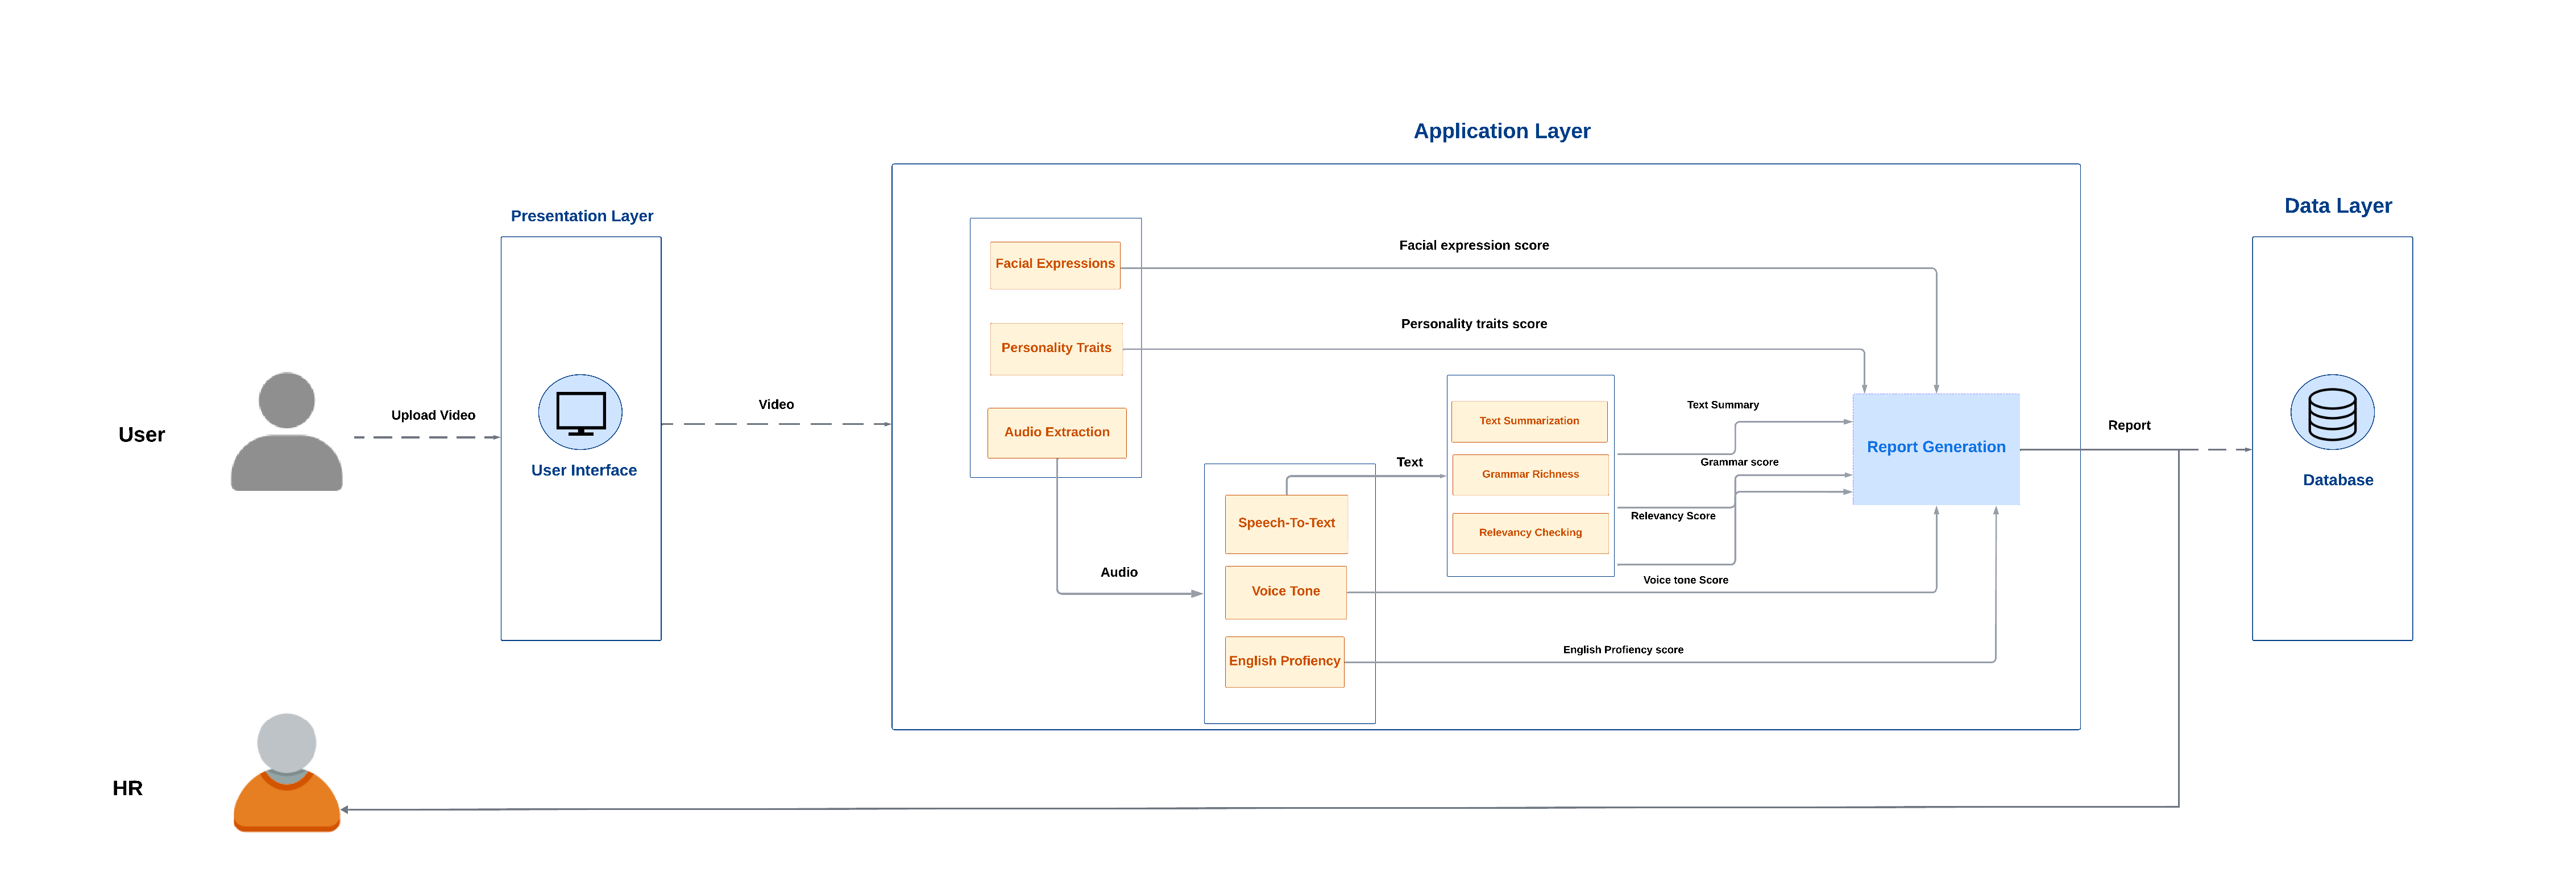 Application Layer
Presentation Layer
Data Layer
Facial Expressions
Facial expression score
Personality Traits
Personality traits score
Audio Extraction
User
Upload Video
User Interface
Video
Text Summarization
Text Summary
Grammar Richness
Grammar score
Relevancy Checking
Relevancy Score
Report Generation
Report
Database
Text
Speech-To-Text
Audio
Voice Tone
Voice tone Score
English Profiency
English Profiency score
HR